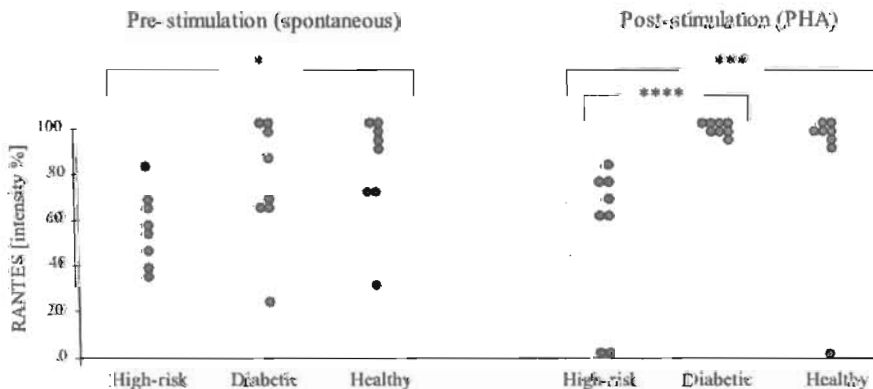 Pre-stimulation (spontaneous)
Post-stimulation (PHA)
*
***
****
RANTES [intensity %]
100
80
60
40
20
0
High-risk
Diabetic
Healthy
High-risk
Diabetic
Healthy